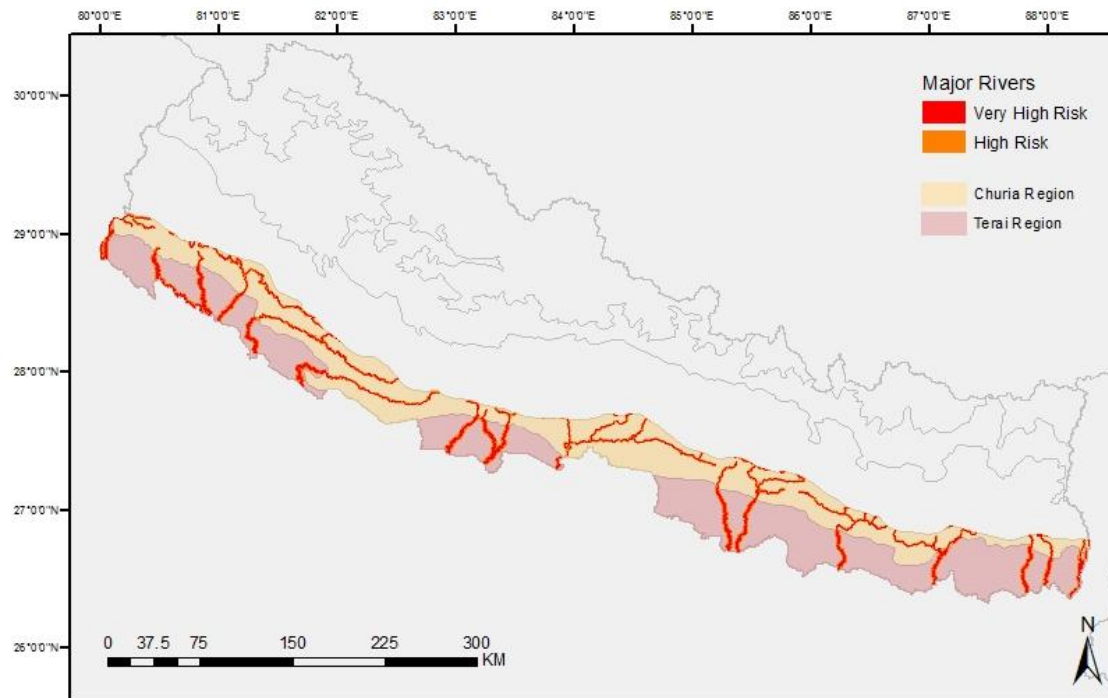 80°0'0"E 81°0'0"E 82°0'0"E 83°0'0"E 84°0'0"E 85°0'0"E 86°0'0"E 87°0'0"E 88°0'0"E
30°0'0"N
29°0'0"N
28°0'0"N
27°0'0"N
26°0'0"N
Major Rivers
Very High Risk
High Risk
Churia Region
Terai Region
0 37.5 75 150 225 300
KM
N